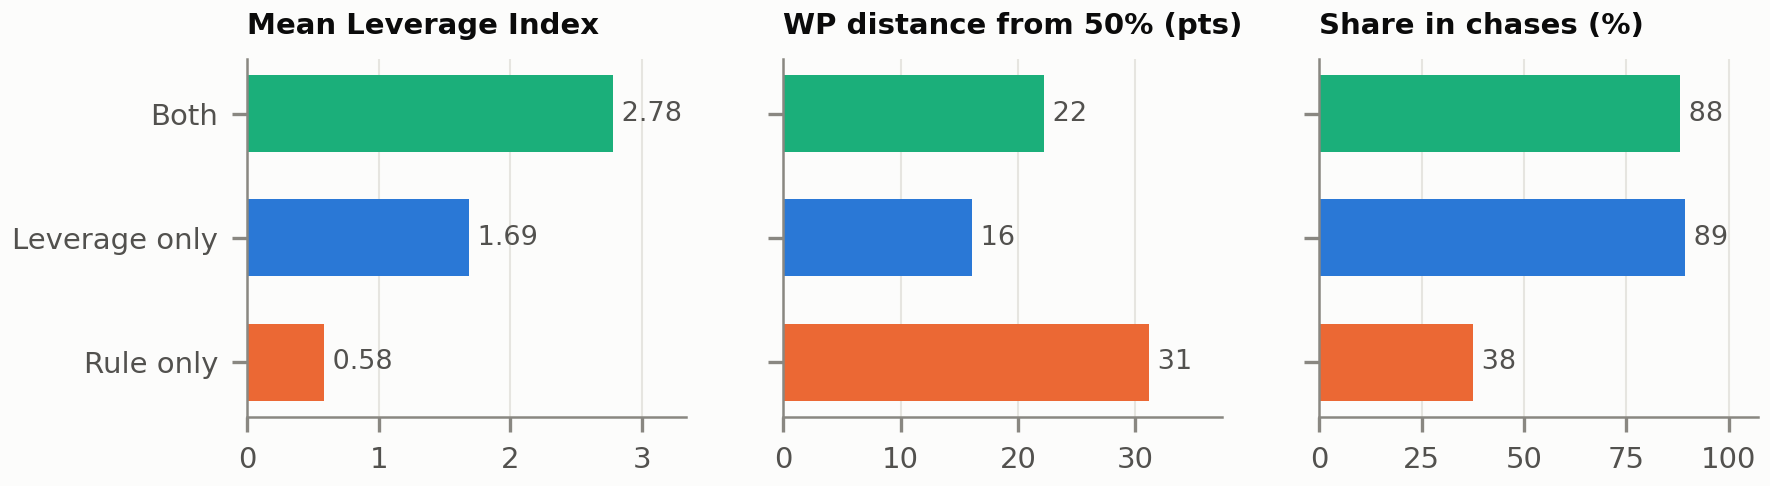 Mean Leverage Index
WP distance from 50% (pts)
Share in chases (%)
Both
2.78
22
88
Leverage only
1.69
16
89
Rule only
0.58
31
38
0 1 2 3
0 10 20 30
0 25 50 75 100